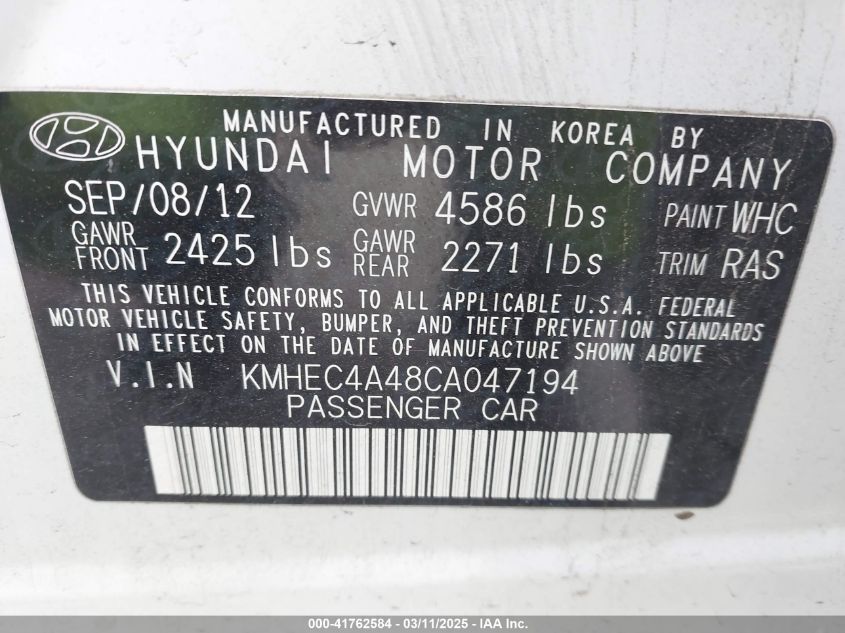 MANUFACTURED IN KOREA BY
HYUNDAI MOTOR COMPANY
SEP/08/12 GVWR 4586 lbs PAINT WHC
GAWR FRONT 2425 lbs GAWR REAR 2271 lbs TRIM RAS
THIS VEHICLE CONFORMS TO ALL APPLICABLE U.S.A. FEDERAL
MOTOR VEHICLE SAFETY, BUMPER, AND THEFT PREVENTION STANDARDS
IN EFFECT ON THE DATE OF MANUFACTURE SHOWN ABOVE
V.I.N KMHEC4A48CA047194
PASSENGER CAR
000-41762584 - 03/11/2025 - IAA Inc.